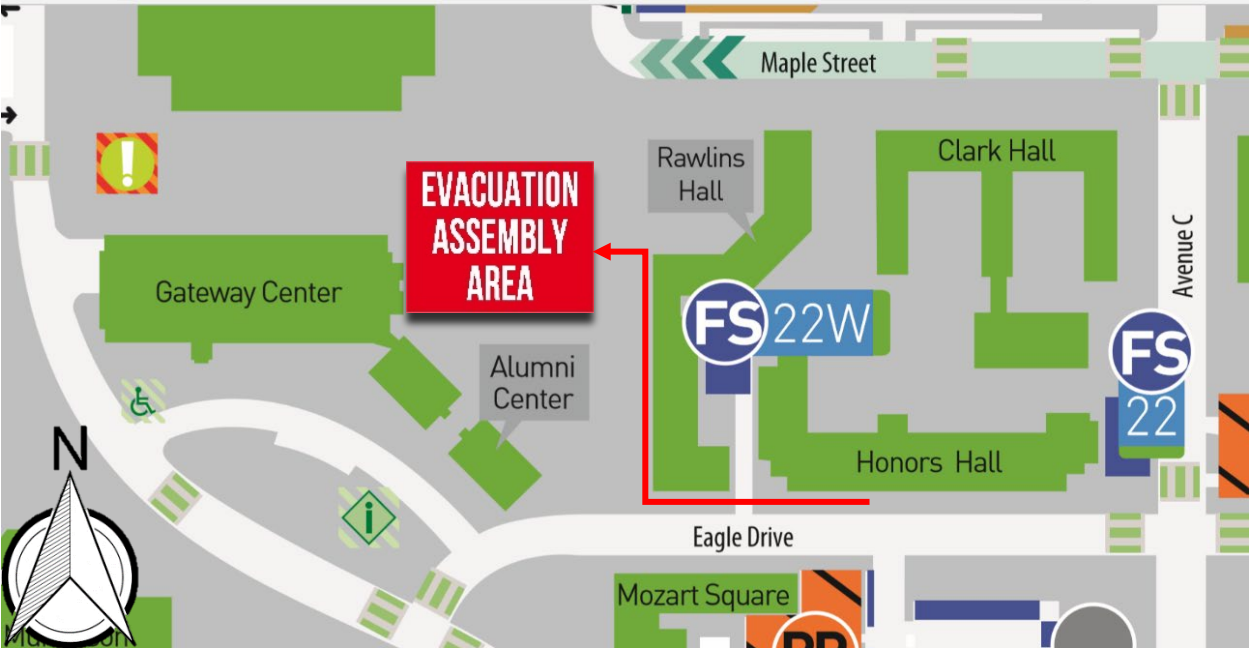 Maple Street
Rawlins
Hall
Clark Hall
EVACUATION
ASSEMBLY
AREA
Avenue C
Gateway Center
FS 22W
FS
22
Alumni
Center
N
Honors Hall
i
Eagle Drive
Mozart Square